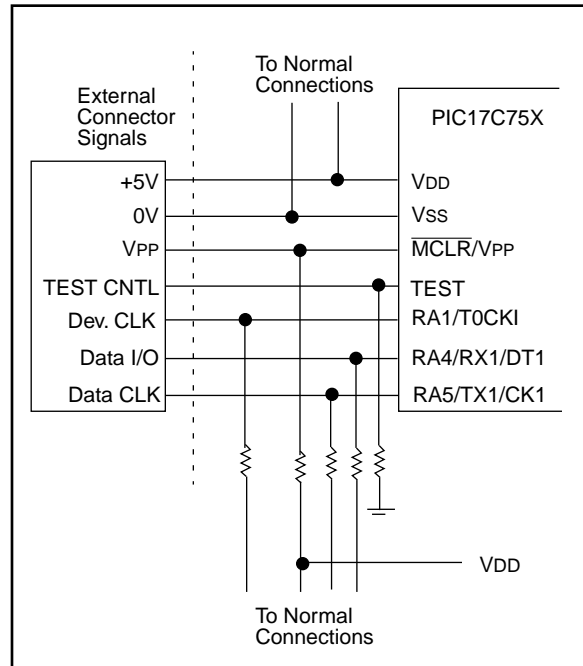 To Normal
Connections
External
Connector
Signals
PIC17C75X
+5V
VDD
0V
VSS
VPP
MCLR/VPP
TEST CNTL
TEST
Dev. CLK
RA1/T0CKI
Data I/O
RA4/RX1/DT1
Data CLK
RA5/TX1/CK1
VDD
To Normal
Connections